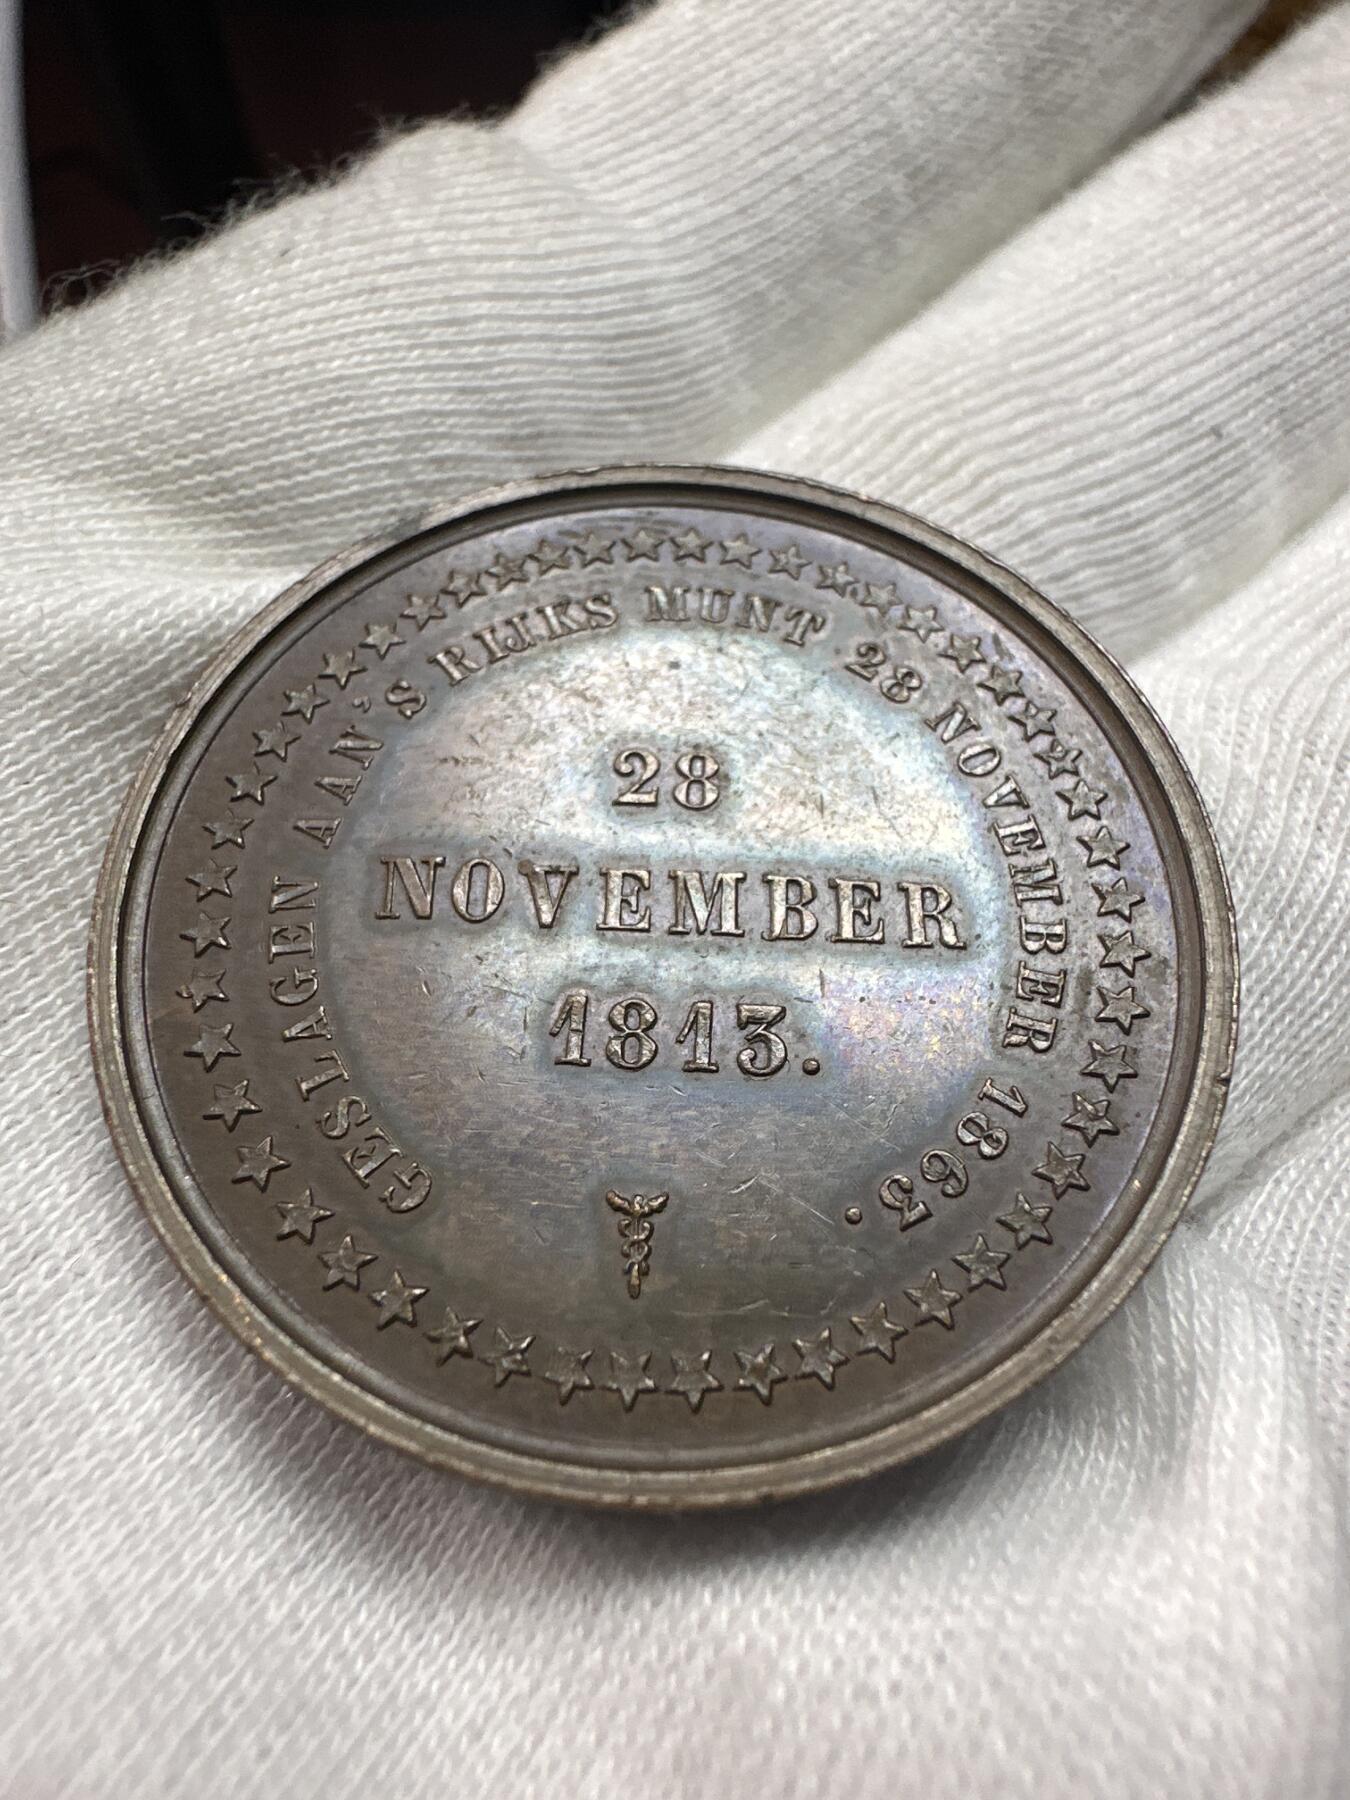 GESLAGEN AAN'S RIJKS MUNT 28 NOVEMBER 1863.
28
NOVEMBER
1813.